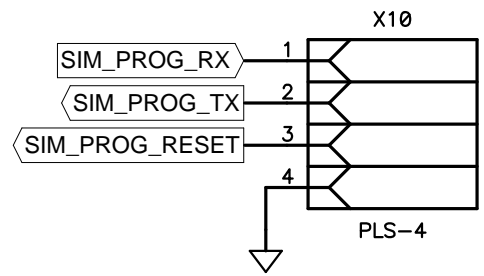 X10
SIM_PROG_RX 1
SIM_PROG_TX 2
SIM_PROG_RESET 3
4
PLS-4